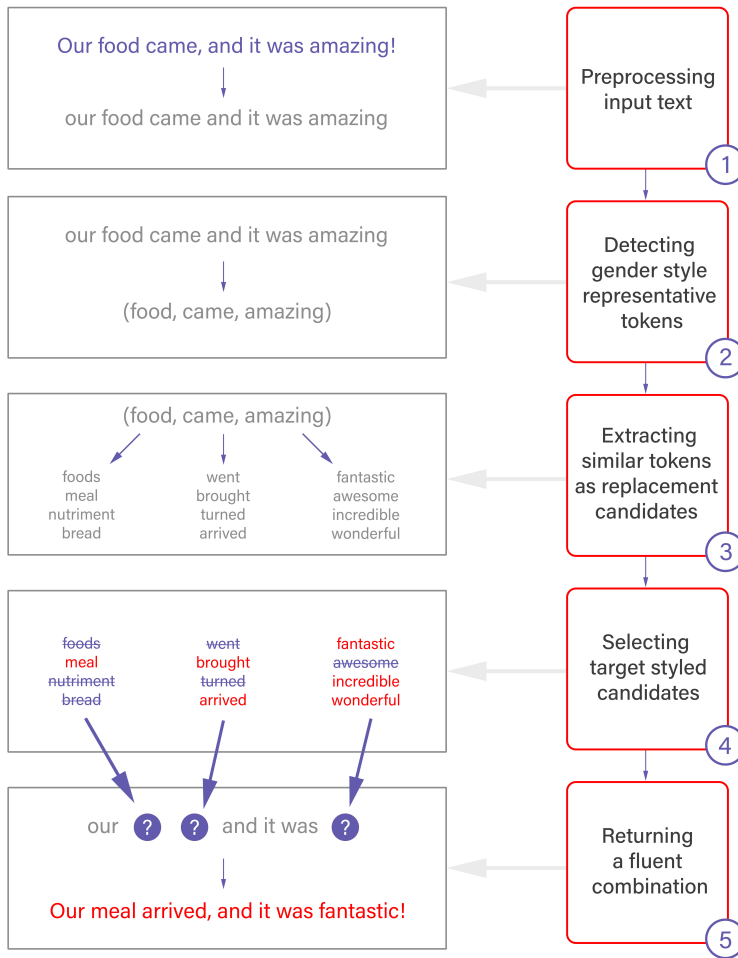 Our food came, and it was amazing!
our food came and it was amazing
Preprocessing
input text
1
our food came and it was amazing
(food, came, amazing)
Detecting
gender style
representative
tokens
2
(food, came, amazing)
foods went fantastic
meal brought awesome
nutriment turned incredible
bread arrived wonderful
Extracting
similar tokens
as replacement
candidates
3
foods went fantastic
meal brought awesome
nutriment turned incredible
bread arrived wonderful
Selecting
target styled
candidates
4
our ? ? and it was ?
Our meal arrived, and it was fantastic!
Returning
a fluent
combination
5